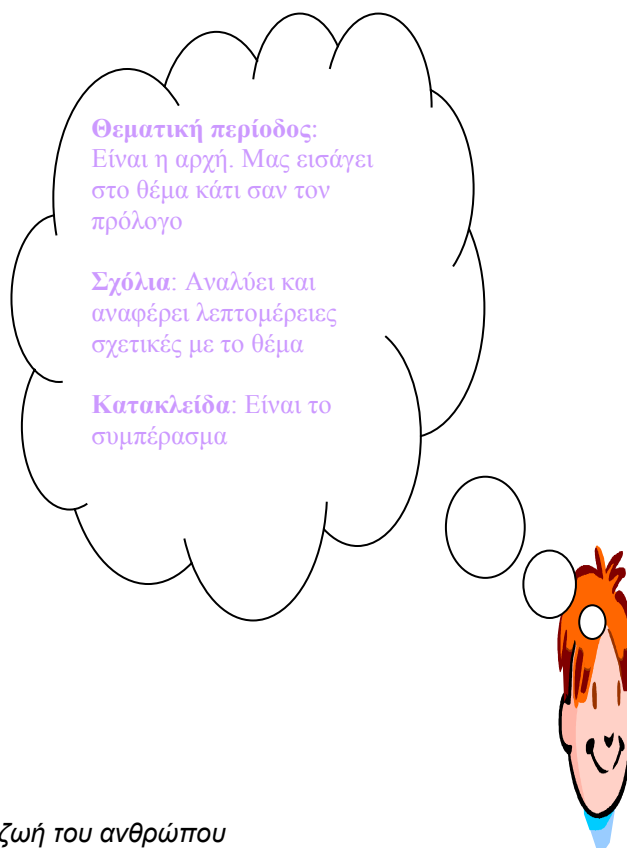 Θεματική περίοδος:
Είναι η αρχή. Μας εισάγει
στο θέμα κάτι σαν τον
πρόλογο
Σχόλια: Αναλύει και
αναφέρει λεπτομέρειες
σχετικές με το θέμα
Κατακλείδα: Είναι το
συμπέρασμα
ζωή του ανθρώπου